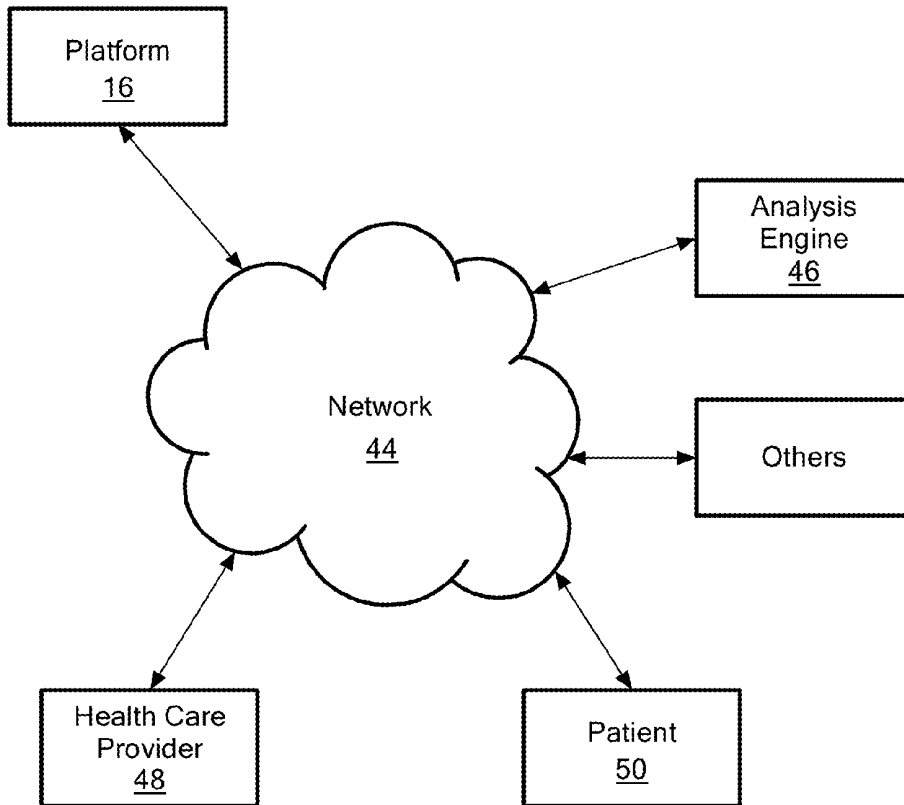 Platform
16
Analysis
Engine
46
Network
44
Others
Health Care
Provider
48
Patient
50